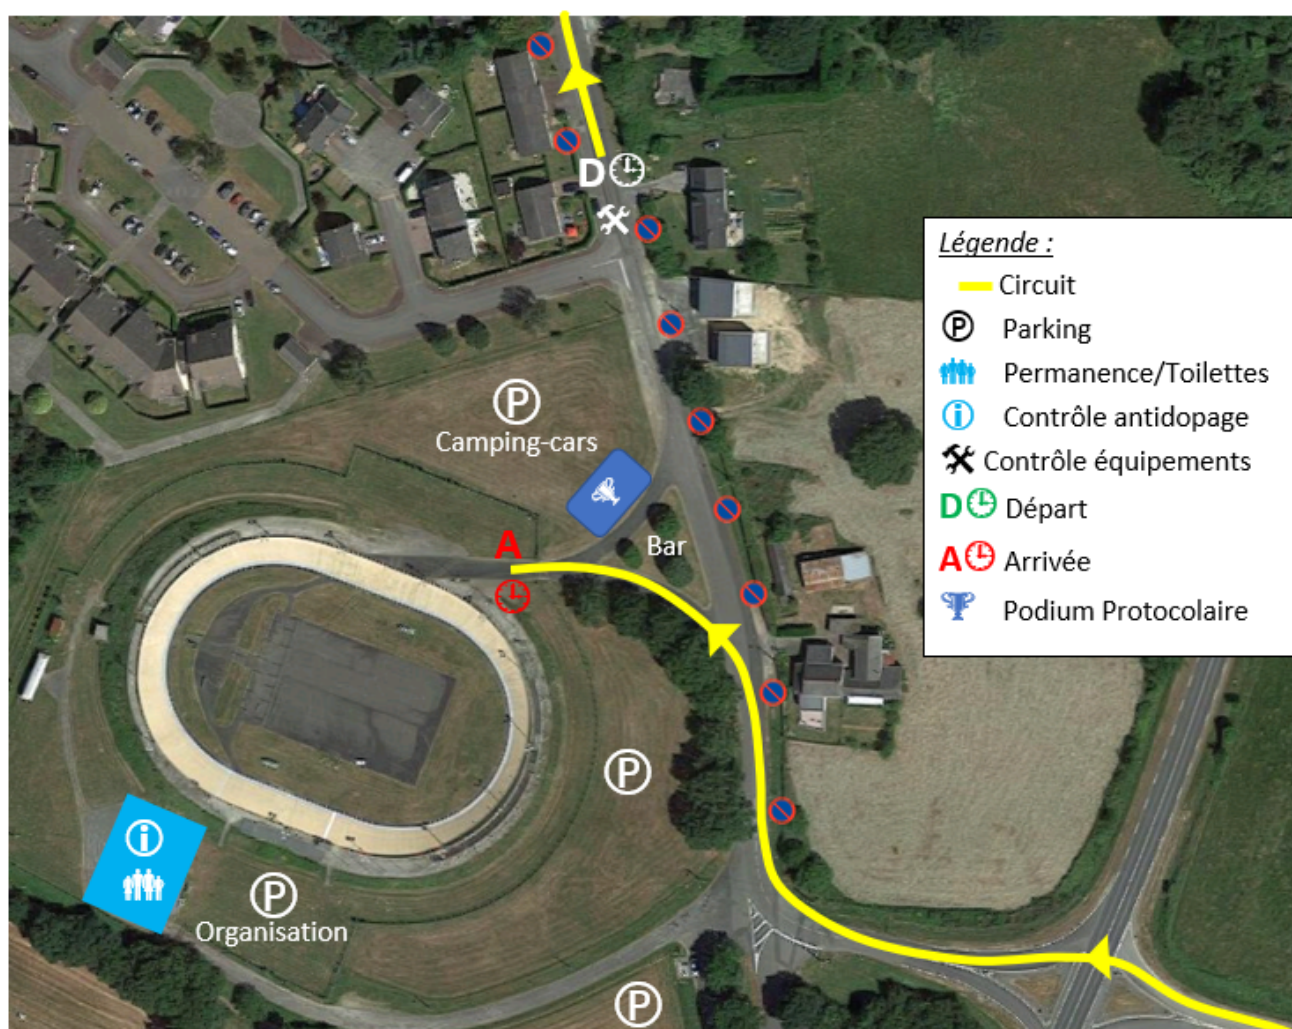 D
Légende :
Circuit
P Parking
Permanence/Toilettes
i Contrôle antidopage
Contrôle équipements
D Départ
A Arrivée
Podium Protocolaire
P
Camping-cars
A
Bar
P
i
P
Organisation
P